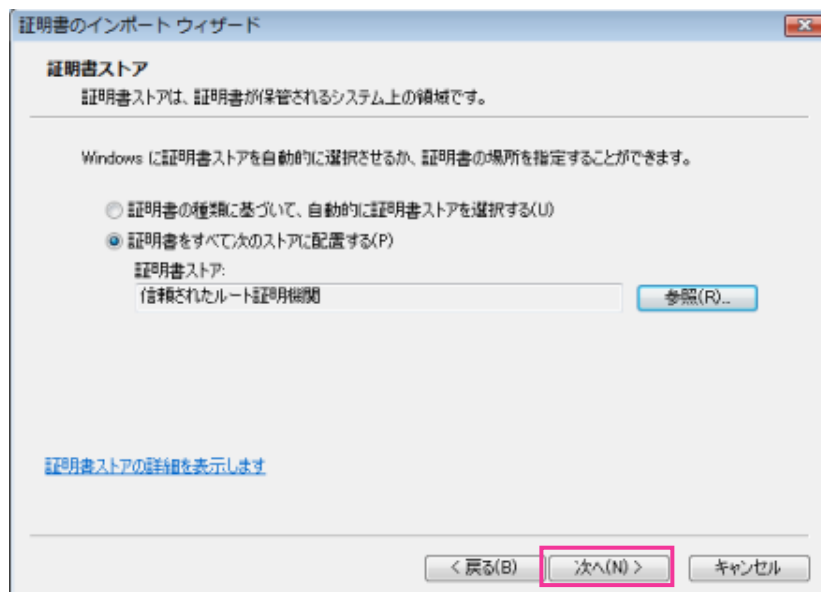 証明書のインポート ウィザード
証明書ストア
証明書ストアは、証明書が保管されるシステム上の領域です。
Windows に証明書ストアを自動的に選択させるか、証明書の場所を指定することができます。
証明書の種類に基づいて、自動的に証明書ストアを選択する(U)
証明書をすべて次のストアに配置する(P)
証明書ストア:
信頼されたルート証明機関
参照(R)...
証明書ストアの詳細を表示します
< 戻る(B)
次へ(N) >
キャンセル